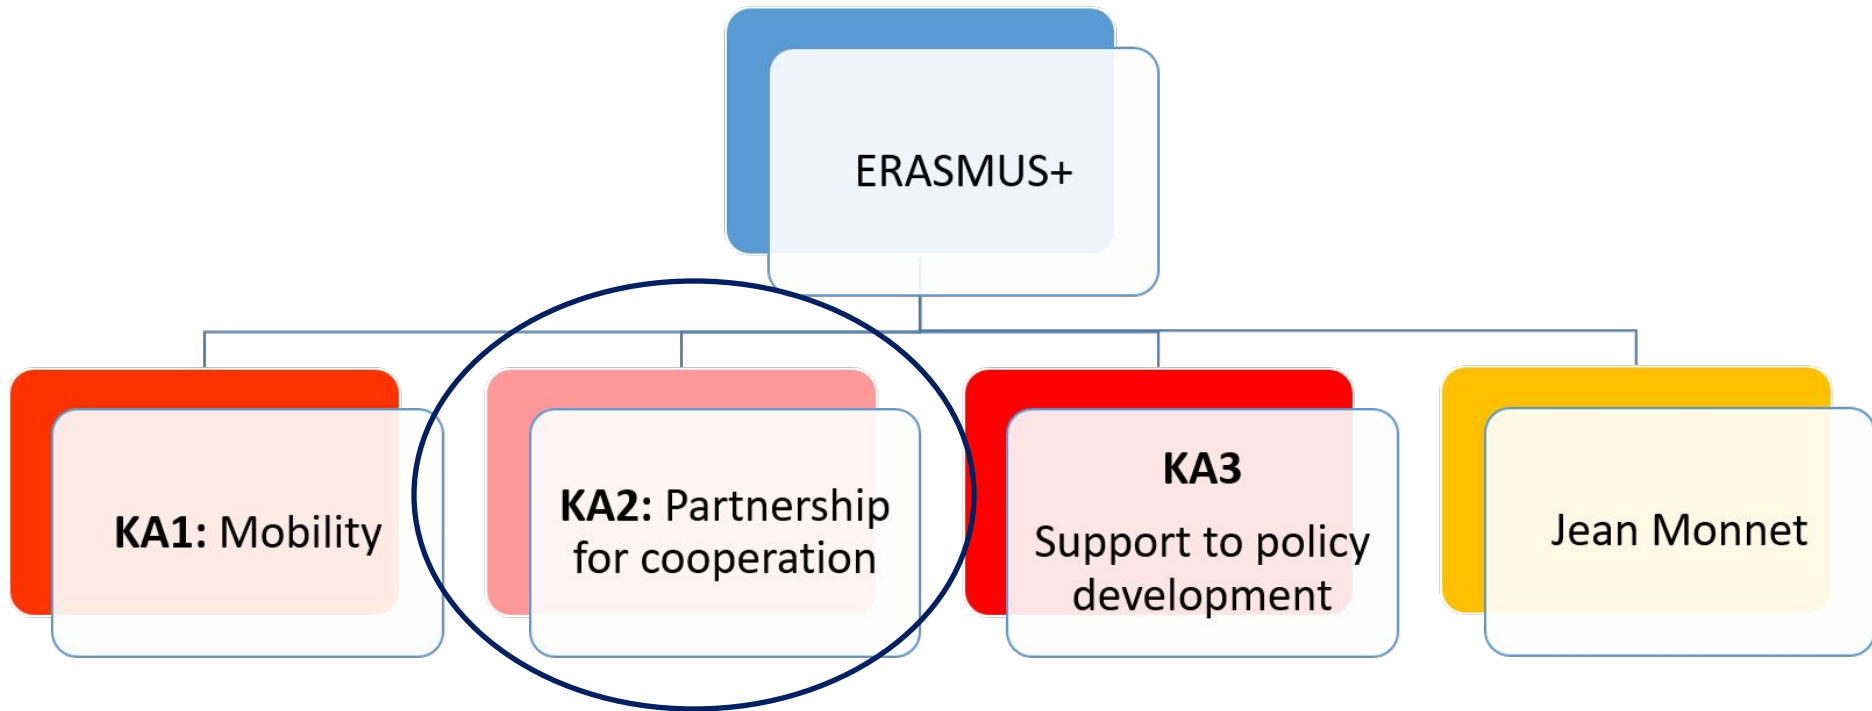 ERASMUS+
KA1: Mobility
KA2: Partnership
for cooperation
KA3
Support to policy
development
Jean Monnet